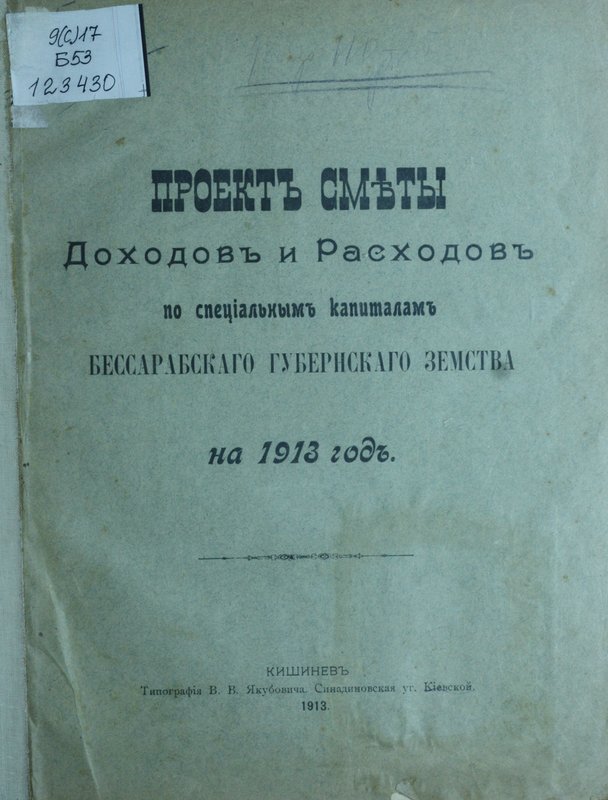 9(с)17
Б53
123430
ПРОЕКТЪ СМѢТЫ
Доходовъ и Расходовъ
по спеціальнымъ капиталамъ
БЕССАРАБСКАГО ГУБЕРНСКАГО ЗЕМСТВА
на 1913 годъ.
КИШИНЕВЪ
Типографія В. В. Якубовича. Синадиновская уг. Кіевской.
1913.